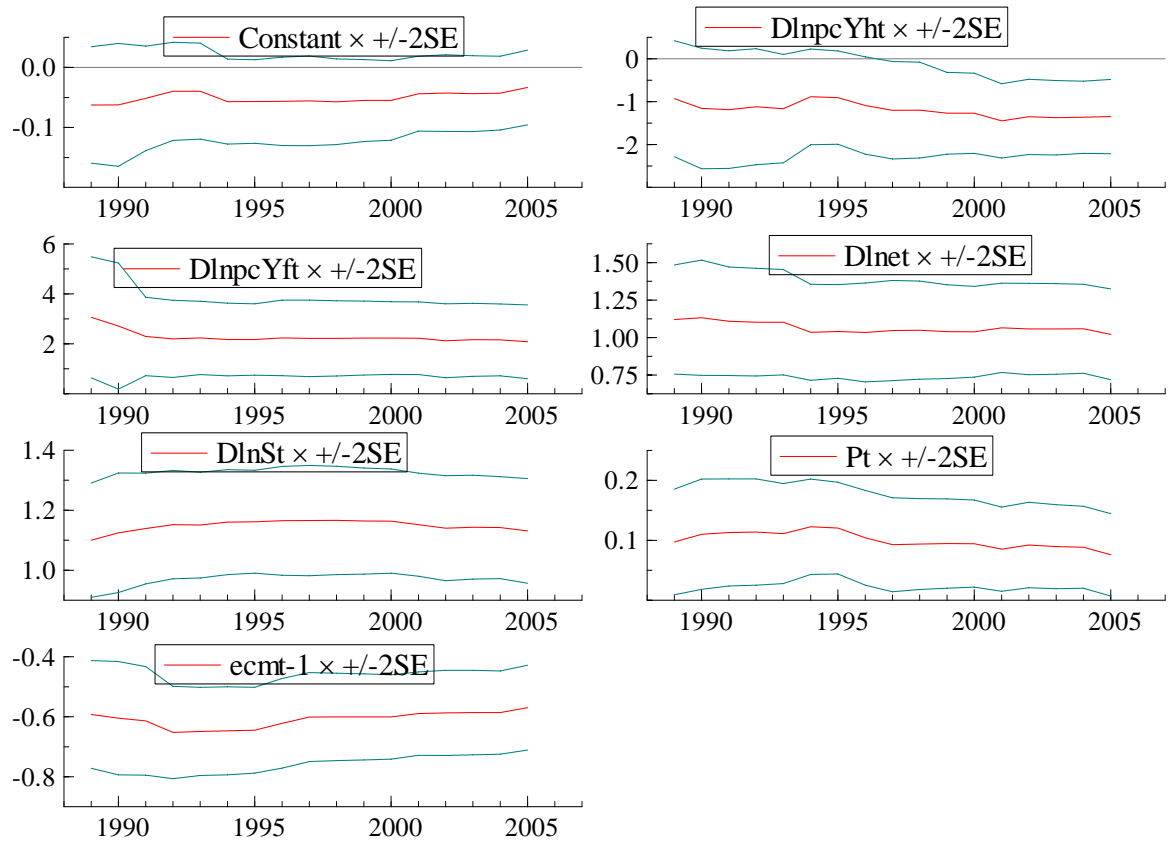 Constant × +/-2SE
0.0
-0.1
1990 1995 2000 2005
DlnpcYht × +/-2SE
0
-1
-2
1990 1995 2000 2005
DlnpcYft × +/-2SE
6
4
2
1990 1995 2000 2005
Dlnet × +/-2SE
1.50
1.25
1.00
0.75
1990 1995 2000 2005
DlnSt × +/-2SE
1.4
1.2
1.0
1990 1995 2000 2005
Pt × +/-2SE
0.2
0.1
1990 1995 2000 2005
ecmt-1 × +/-2SE
-0.4
-0.6
-0.8
1990 1995 2000 2005